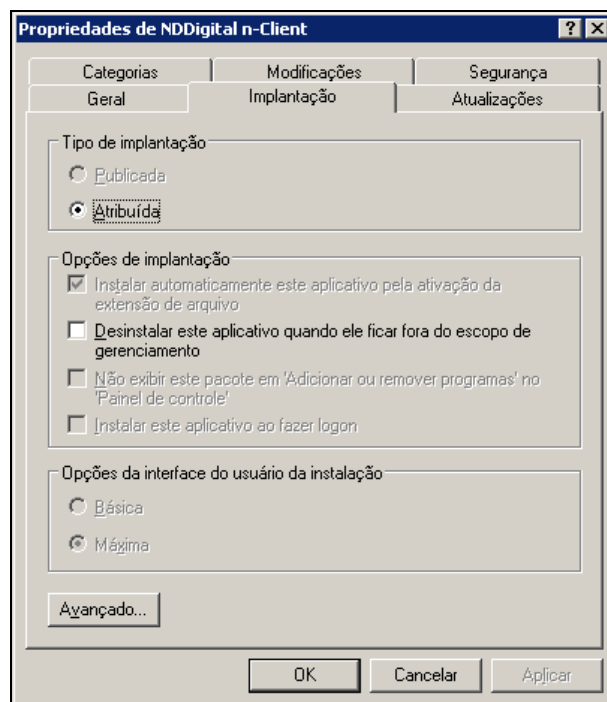 Propriedades de NDDigital n-Client
Categorias Modificações Segurança
Geral Implantação Atualizações
Tipo de implantação
Publicada
Atribuída
Opções de implantação
Instalar automaticamente este aplicativo pela ativação da
extensão de arquivo
Desinstalar este aplicativo quando ele ficar fora do escopo de
gerenciamento
Não exibir este pacote em 'Adicionar ou remover programas' no
'Painel de controle'
Instalar este aplicativo ao fazer logon
Opções da interface do usuário da instalação
Básica
Máxima
Avançado...
OK Cancelar Aplicar